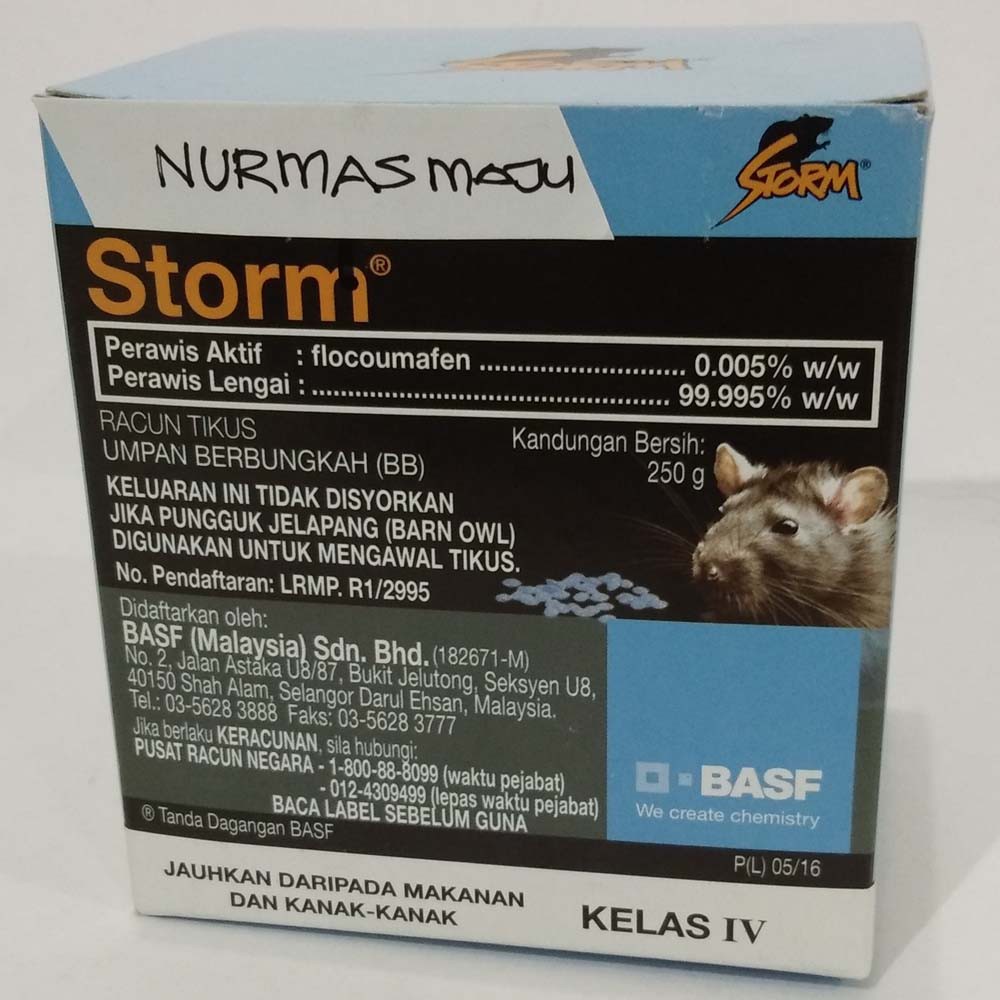 NURMAS MAJU
STORM®
Storm®
Perawis Aktif : flocoumafen ............................ 0.005% w/w
Perawis Lengai : ................................................ 99.995% w/w
RACUN TIKUS
UMPAN BERBUNGKAH (BB)
Kandungan Bersih:
250 g
KELUARAN INI TIDAK DISYORKAN
JIKA PUNGGUK JELAPANG (BARN OWL)
DIGUNAKAN UNTUK MENGAWAL TIKUS.
No. Pendaftaran: LRMP. R1/2995
Didaftarkan oleh:
BASF (Malaysia) Sdn. Bhd. (182671-M)
No. 2, Jalan Astaka U8/87, Bukit Jelutong, Seksyen U8,
40150 Shah Alam, Selangor Darul Ehsan, Malaysia.
Tel.: 03-5628 3888 Faks: 03-5628 3777
Jika berlaku KERACUNAN, sila hubungi:
PUSAT RACUN NEGARA - 1-800-88-8099 (waktu pejabat)
- 012-4309499 (lepas waktu pejabat)
BACA LABEL SEBELUM GUNA
® Tanda Dagangan BASF
BASF
We create chemistry
P(L) 05/16
JAUHKAN DARIPADA MAKANAN
DAN KANAK-KANAK
KELAS IV